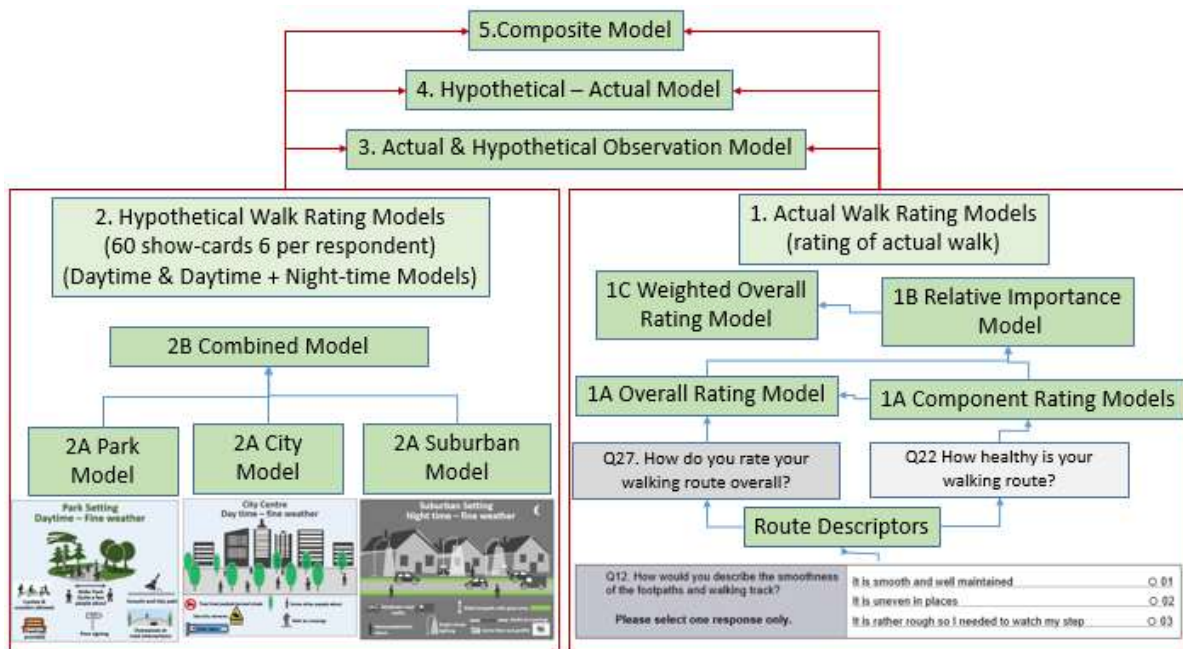 5.Composite Model
4. Hypothetical – Actual Model
3. Actual & Hypothetical Observation Model
2. Hypothetical Walk Rating Models
(60 show-cards 6 per respondent)
(Daytime & Daytime + Night-time Models)
2B Combined Model
2A Park
Model
2A City
Model
2A Suburban
Model
Park Setting
Daytime – Fine weather
City Centre
Day time – fine weather
Suburban Setting
Night time – fine weather
1. Actual Walk Rating Models
(rating of actual walk)
1C Weighted Overall
Rating Model
1B Relative Importance
Model
1A Overall Rating Model
1A Component Rating Models
Q27. How do you rate your
walking route overall?
Q22 How healthy is your
walking route?
Route Descriptors
Q12. How would you describe the smoothness
of the footpaths and walking track?
Please select one response only.
It is smooth and well maintained 01
It is uneven in places 02
It is rather rough so I needed to watch my step 03